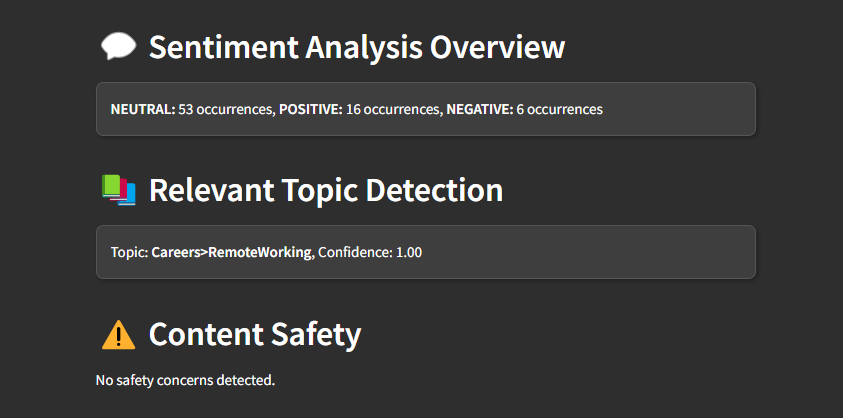 Sentiment Analysis Overview
NEUTRAL: 53 occurrences, POSITIVE: 16 occurrences, NEGATIVE: 6 occurrences
Relevant Topic Detection
Topic: Careers>RemoteWorking, Confidence: 1.00
Content Safety
No safety concerns detected.